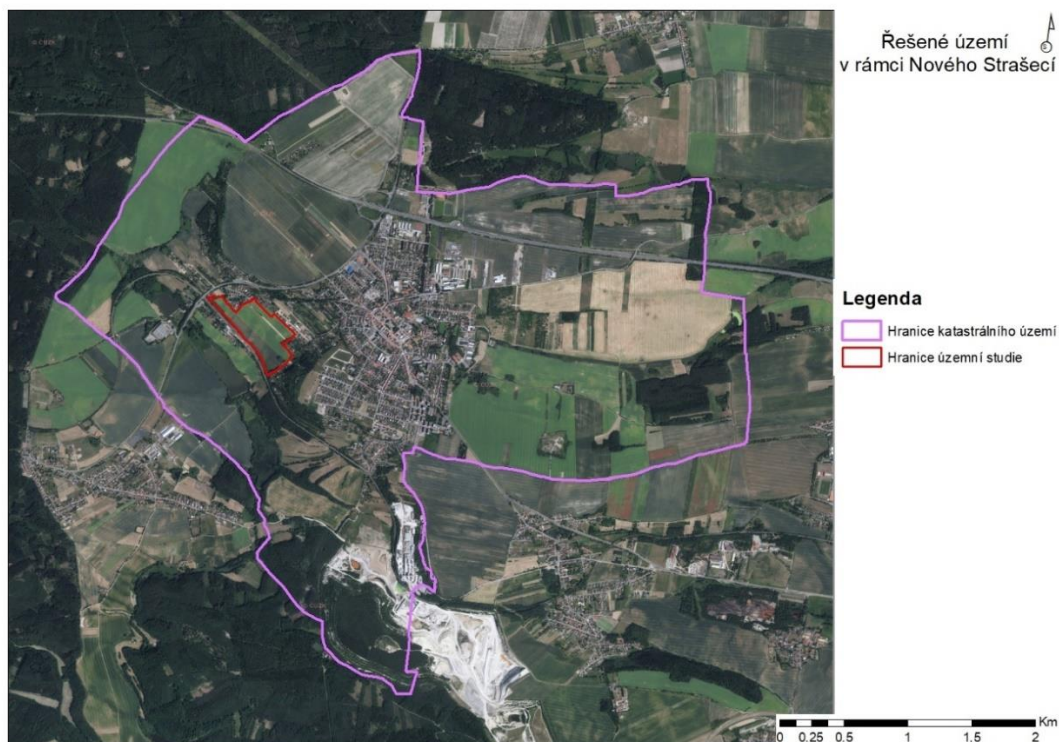 Řešené území
v rámci Nového Strašecí
Legenda
Hranice katastrálního území
Hranice územní studie
Km
0 0.25 0.5 1 1.5 2